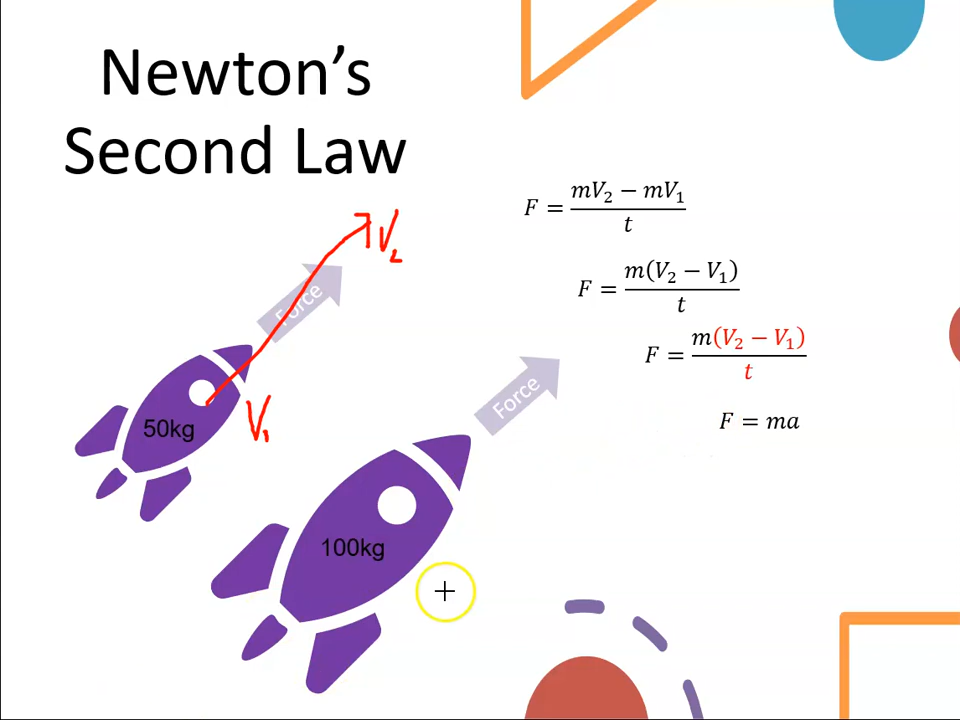 Newton's
Second Law
F = mV₂ − mV₁ / t
V₂
F = m(V₂ − V₁) / t
Force
F = m(V₂ − V₁) / t
Force
V₁
50kg
F = ma
100kg